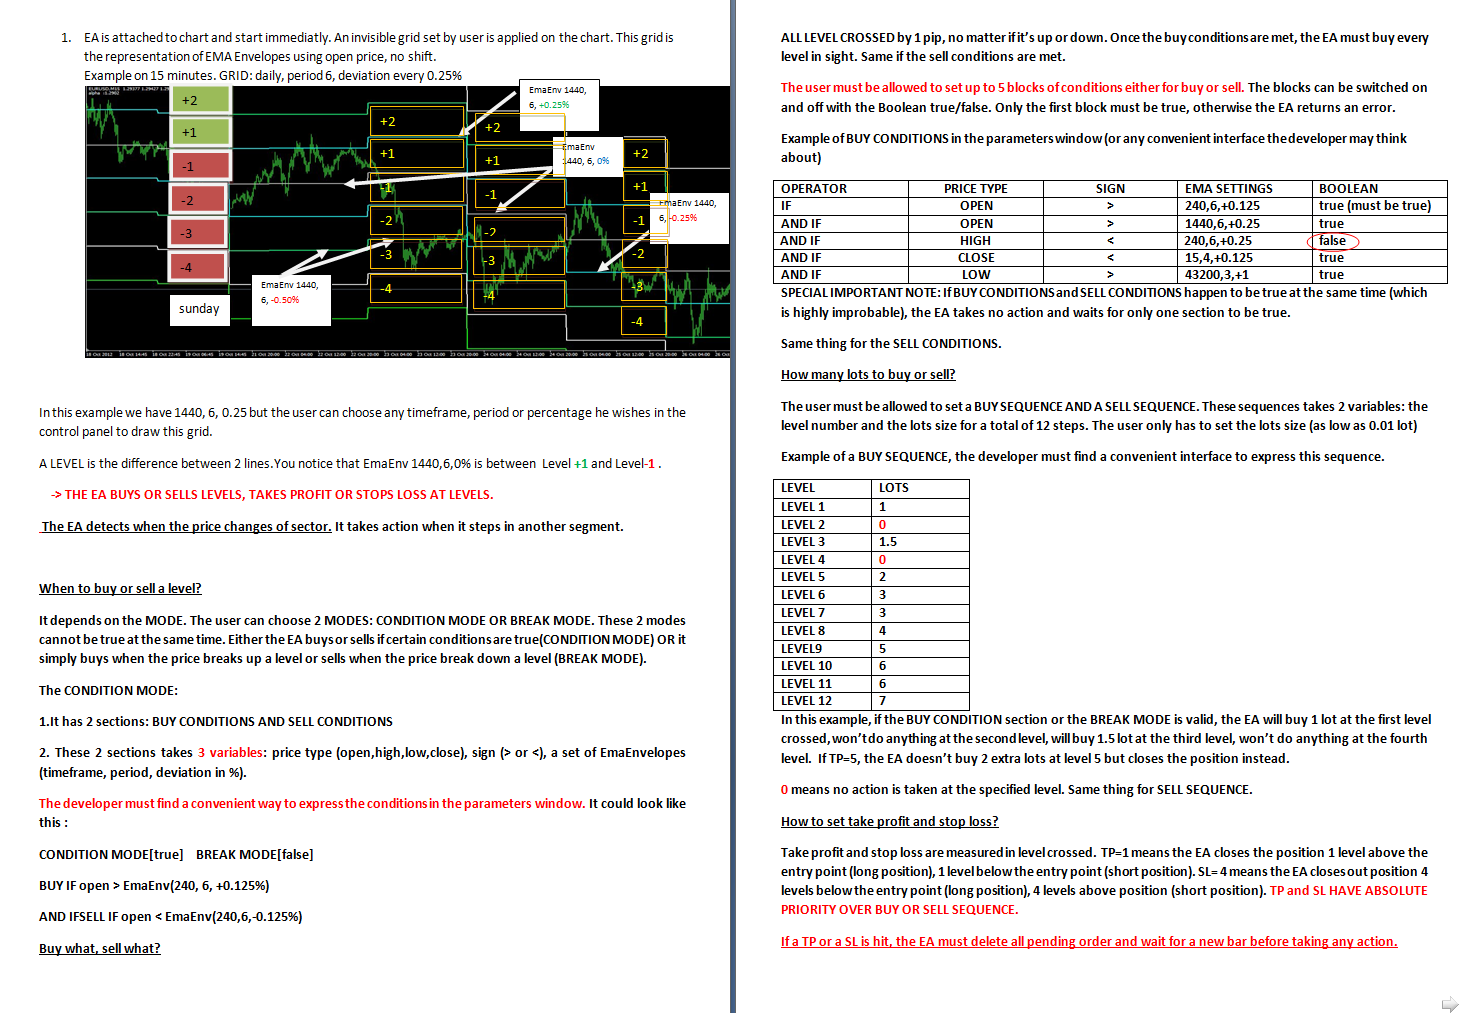 1. EA is attached to chart and start immediatly. An invisible grid set by user is applied on the chart. This grid is
the representation of EMA Envelopes using open price, no shift.
Example on 15 minutes. GRID: daily, period 6, deviation every 0.25%
+2
+1
-1
-2
-3
-4
sunday
EmaEnv 1440,
6, -0.50%
+2
+1
-1
-2
-3
-4
+2
+1
-1
-2
-3
-4
EmaEnv 1440,
6, +0.25%
EmaEnv
1440, 6, 0%
+2
+1
-1
-2
-3
-4
EmaEnv 1440,
6, -0.25%
In this example we have 1440, 6, 0.25 but the user can choose any timeframe, period or percentage he wishes in the
control panel to draw this grid.
A LEVEL is the difference between 2 lines. You notice that EmaEnv 1440,6,0% is between Level +1 and Level-1 .
-> THE EA BUYS OR SELLS LEVELS, TAKES PROFIT OR STOPS LOSS AT LEVELS.
The EA detects when the price changes of sector. It takes action when it steps in another segment.
When to buy or sell a level?
It depends on the MODE. The user can choose 2 MODES: CONDITION MODE OR BREAK MODE. These 2 modes
cannot be true at the same time. Either the EA buys or sells if certain conditions are true(CONDITION MODE) OR it
simply buys when the price breaks up a level or sells when the price break down a level (BREAK MODE).
The CONDITION MODE:
1.It has 2 sections: BUY CONDITIONS AND SELL CONDITIONS
2. These 2 sections takes 3 variables: price type (open,high,low,close), sign (> or <), a set of EmaEnvelopes
(timeframe, period, deviation in %).
The developer must find a convenient way to express the conditions in the parameters window. It could look like
this :
CONDITION MODE[true] BREAK MODE[false]
BUY IF open > EmaEnv(240, 6, +0.125%)
AND IFSELL IF open < EmaEnv(240,6,-0.125%)
Buy what, sell what?
ALL LEVEL CROSSED by 1 pip, no matter if it's up or down. Once the buy conditions are met, the EA must buy every
level in sight. Same if the sell conditions are met.
The user must be allowed to set up to 5 blocks of conditions either for buy or sell. The blocks can be switched on
and off with the Boolean true/false. Only the first block must be true, otherwise the EA returns an error.
Example of BUY CONDITIONS in the parameters window (or any convenient interface the developer may think
about)
OPERATOR PRICE TYPE SIGN EMA SETTINGS BOOLEAN
IF OPEN > 240,6,+0.125 true (must be true)
AND IF OPEN > 1440,6,+0.25 true
AND IF HIGH < 240,6,+0.25 false
AND IF CLOSE < 15,4,+0.125 true
AND IF LOW > 43200,3,+1 true
SPECIAL IMPORTANT NOTE: If BUY CONDITIONS and SELL CONDITIONS happen to be true at the same time (which
is highly improbable), the EA takes no action and waits for only one section to be true.
Same thing for the SELL CONDITIONS.
How many lots to buy or sell?
The user must be allowed to set a BUY SEQUENCE AND A SELL SEQUENCE. These sequences takes 2 variables: the
level number and the lots size for a total of 12 steps. The user only has to set the lots size (as low as 0.01 lot)
Example of a BUY SEQUENCE, the developer must find a convenient interface to express this sequence.
LEVEL LOTS
LEVEL 1 1
LEVEL 2 0
LEVEL 3 1.5
LEVEL 4 0
LEVEL 5 2
LEVEL 6 3
LEVEL 7 3
LEVEL 8 4
LEVEL9 5
LEVEL 10 6
LEVEL 11 6
LEVEL 12 7
In this example, if the BUY CONDITION section or the BREAK MODE is valid, the EA will buy 1 lot at the first level
crossed, won't do anything at the second level, will buy 1.5 lot at the third level, won't do anything at the fourth
level. If TP=5, the EA doesn't buy 2 extra lots at level 5 but closes the position instead.
0 means no action is taken at the specified level. Same thing for SELL SEQUENCE.
How to set take profit and stop loss?
Take profit and stop loss are measured in level crossed. TP=1 means the EA closes the position 1 level above the
entry point (long position), 1 level below the entry point (short position). SL= 4 means the EA closes out position 4
levels below the entry point (long position), 4 levels above position (short position). TP and SL HAVE ABSOLUTE
PRIORITY OVER BUY OR SELL SEQUENCE.
If a TP or a SL is hit, the EA must delete all pending order and wait for a new bar before taking any action.